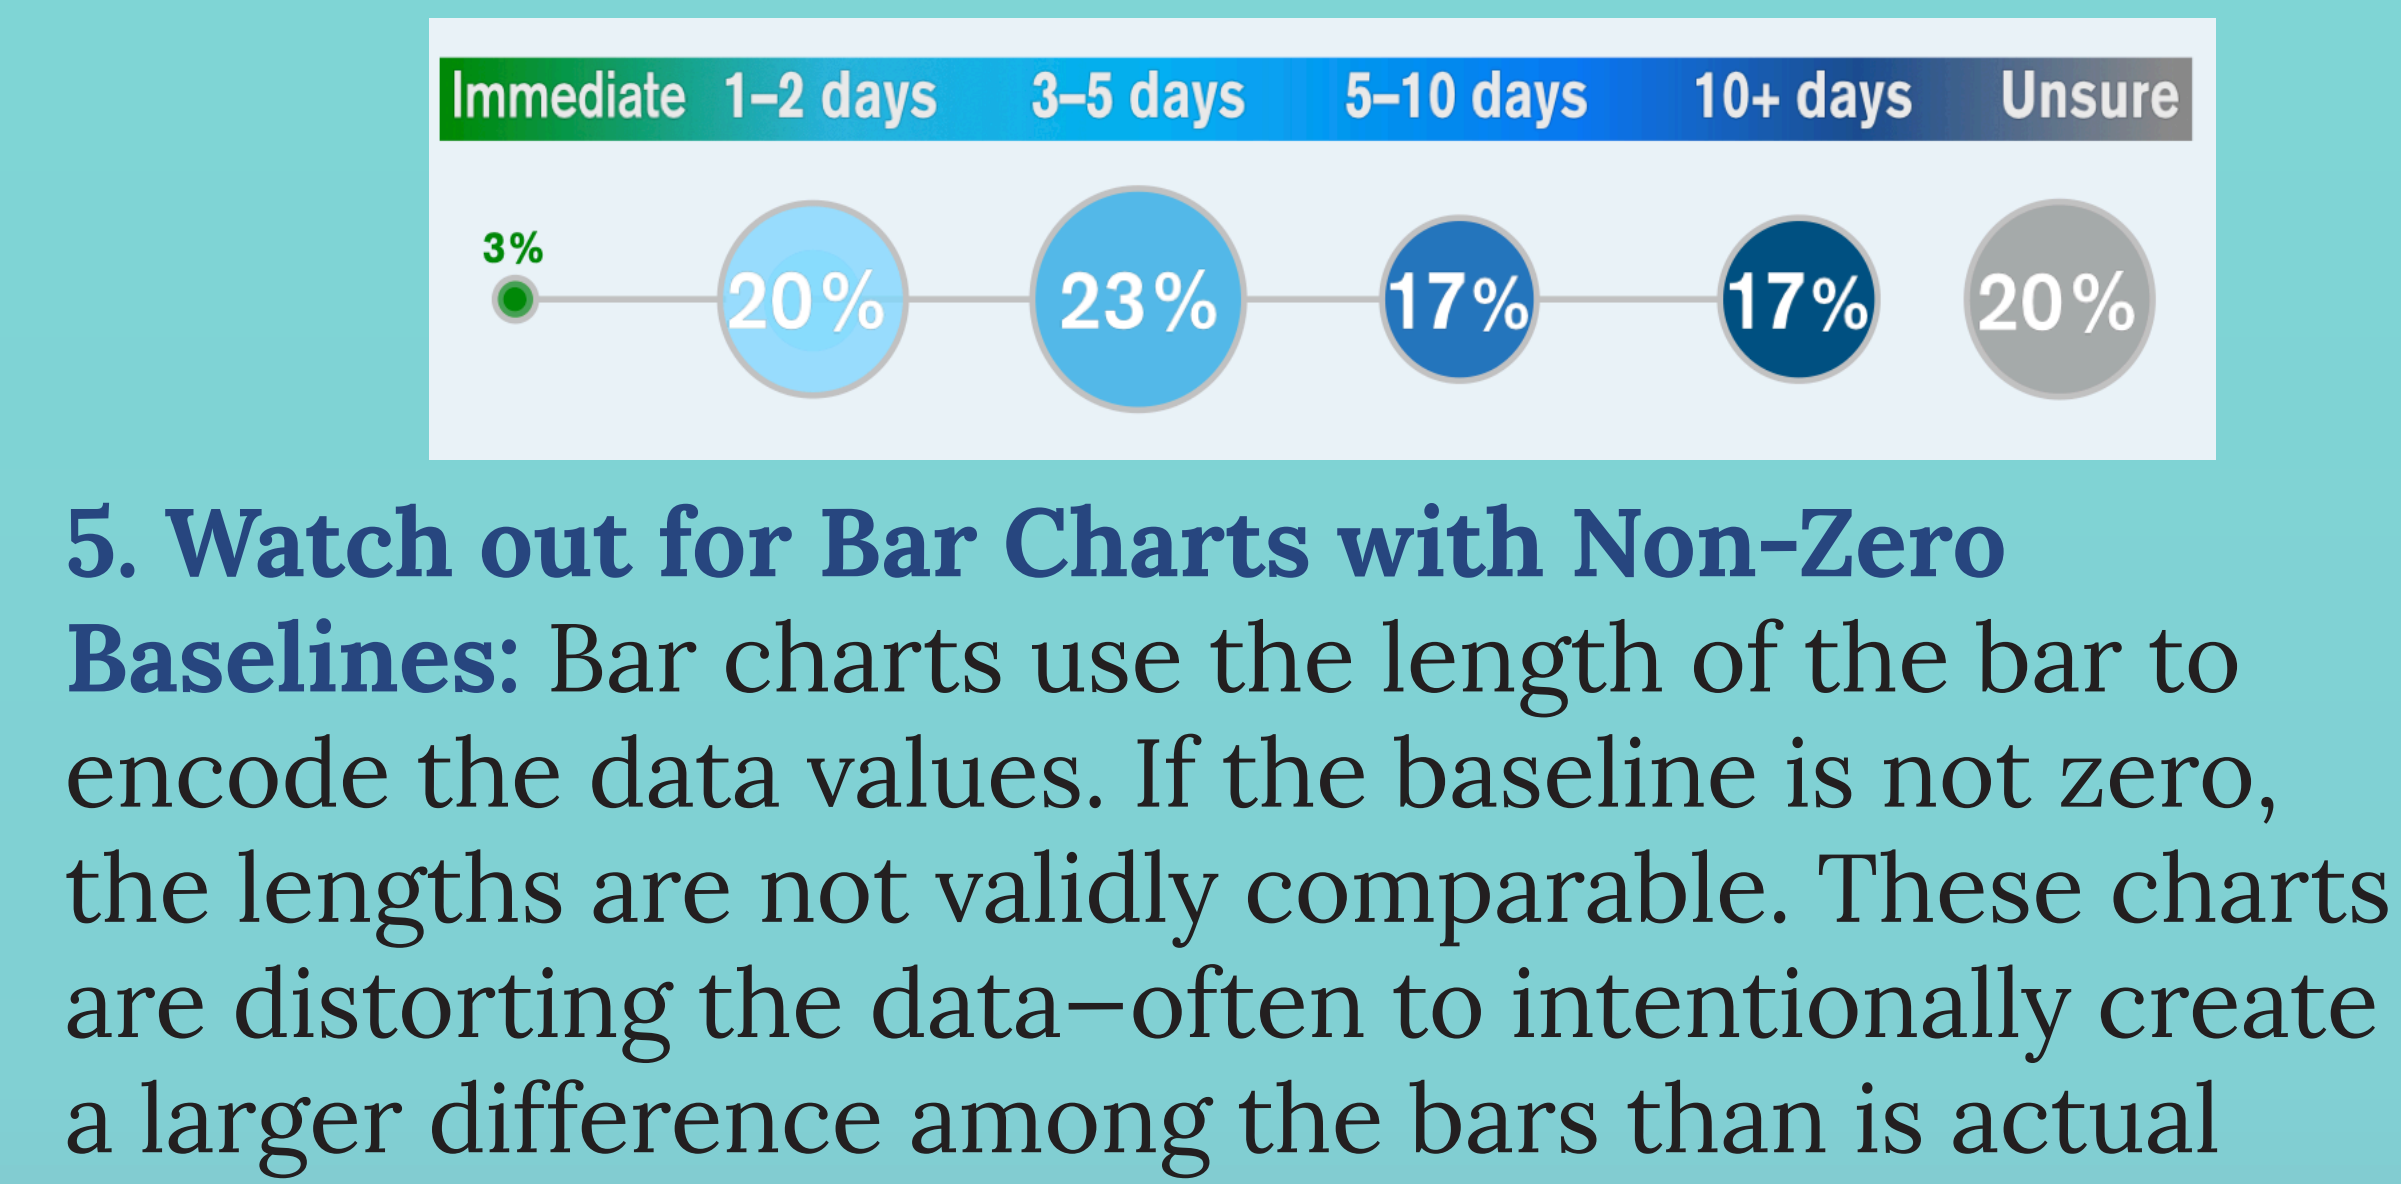 Immediate 1–2 days 3–5 days 5–10 days 10+ days Unsure
3%
20% 23% 17% 17% 20%
5. Watch out for Bar Charts with Non-Zero
Baselines: Bar charts use the length of the bar to
encode the data values. If the baseline is not zero,
the lengths are not validly comparable. These charts
are distorting the data—often to intentionally create
a larger difference among the bars than is actual